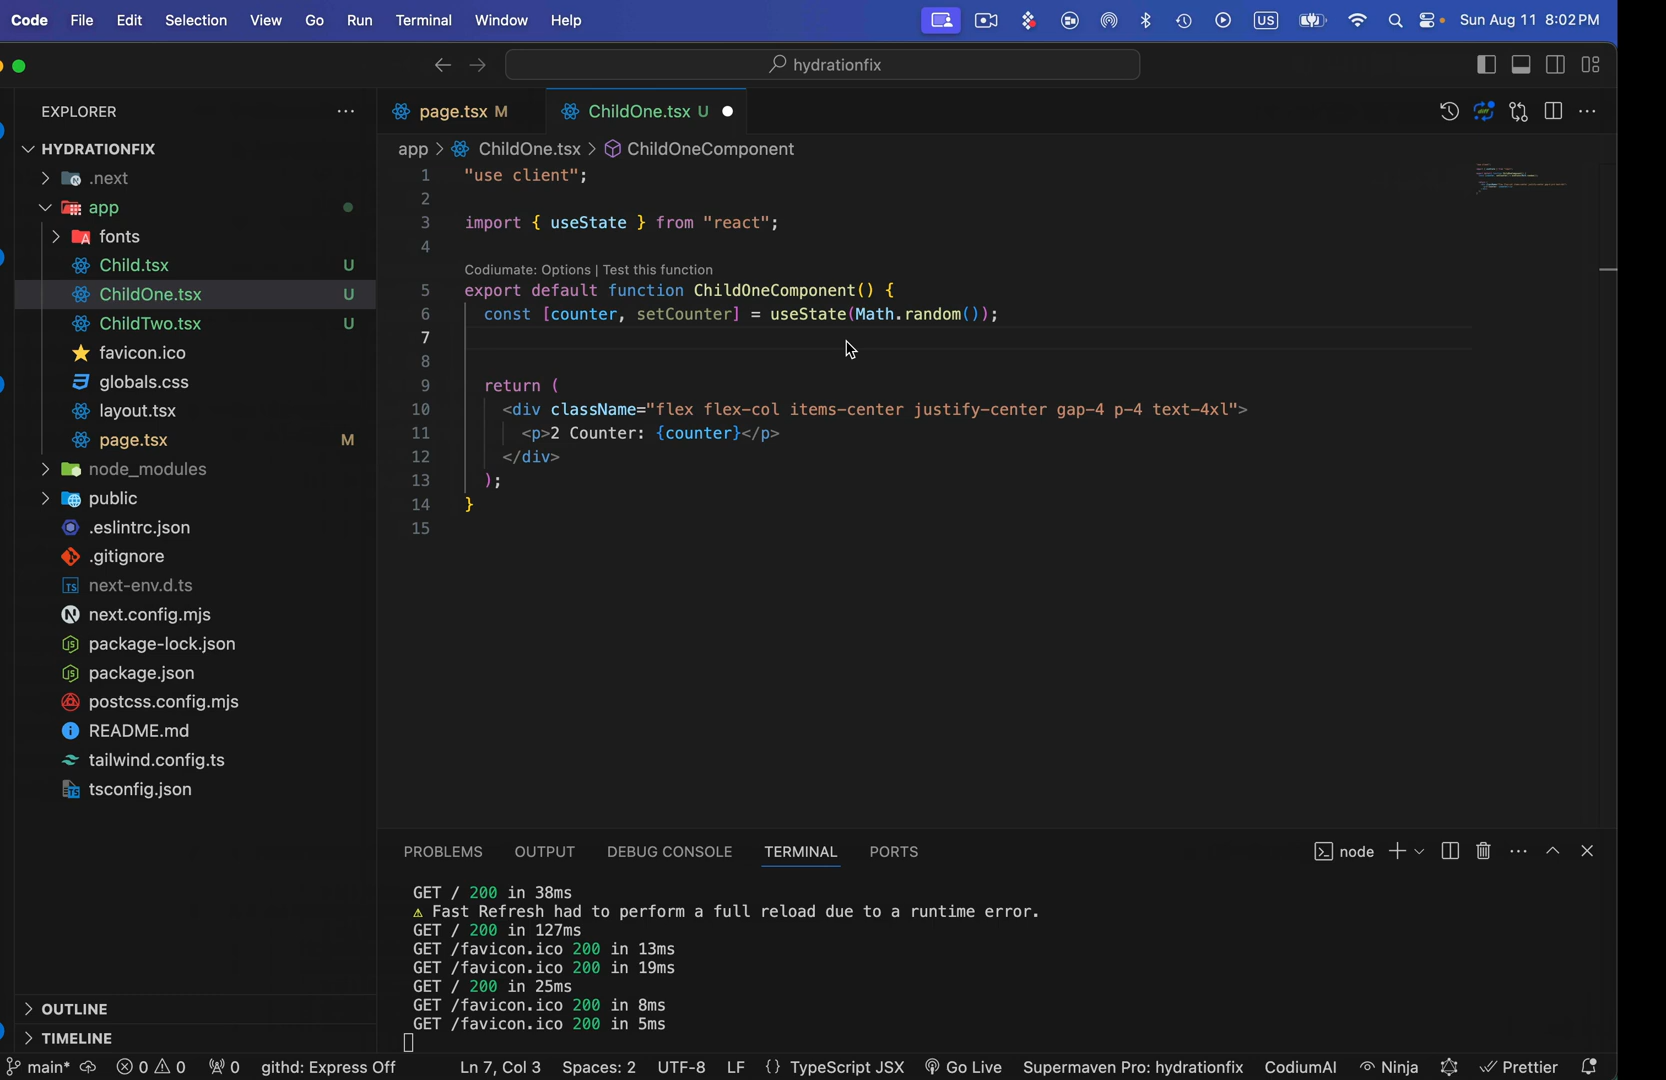 Code File Edit Selection View Go Run Terminal Window Help US Sun Aug 11 8:02 PM
hydrationfix
EXPLORER
page.tsx M
ChildOne.tsx U
HYDRATIONFIX
.next
app
fonts
Child.tsx U
ChildOne.tsx U
ChildTwo.tsx U
favicon.ico
globals.css
layout.tsx
page.tsx M
node_modules
public
.eslintrc.json
.gitignore
next-env.d.ts
next.config.mjs
package-lock.json
package.json
postcss.config.mjs
README.md
tailwind.config.ts
tsconfig.json
OUTLINE
TIMELINE
app > ChildOne.tsx > ChildOneComponent
1 "use client";
2
3 import { useState } from "react";
4
Codiumate: Options | Test this function
5 export default function ChildOneComponent() {
6 const [counter, setCounter] = useState(Math.random());
7
8
9 return (
10 <div className="flex flex-col items-center justify-center gap-4 p-4 text-4xl">
11 <p>2 Counter: {counter}</p>
12 </div>
13 );
14 }
15
PROBLEMS OUTPUT DEBUG CONSOLE TERMINAL PORTS node
GET / 200 in 38ms
⚠ Fast Refresh had to perform a full reload due to a runtime error.
GET / 200 in 127ms
GET /favicon.ico 200 in 13ms
GET /favicon.ico 200 in 19ms
GET / 200 in 25ms
GET /favicon.ico 200 in 8ms
GET /favicon.ico 200 in 5ms
main* 0 0 0 githd: Express Off Ln 7, Col 3 Spaces: 2 UTF-8 LF {} TypeScript JSX Go Live Supermaven Pro: hydrationfix CodiumAI Ninja Prettier